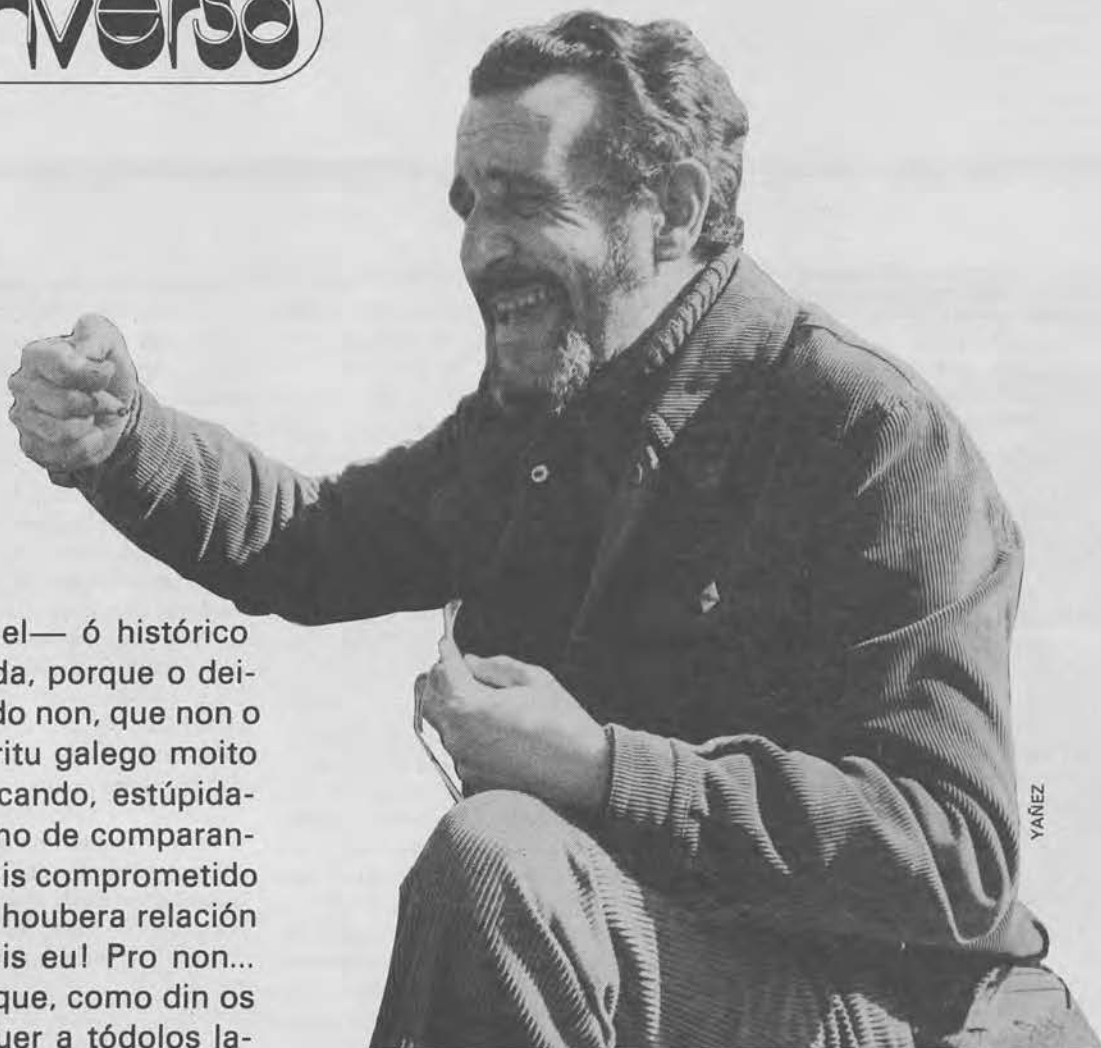 el— ó histórico
da, porque o dei-
do non, que non o
ritu galego moito
cando, estúpida-
no de comparan-
is comprometido
houbera relación
is eu! Pro non...
que, como din os
uer a tódolos la-
YAÑEZ